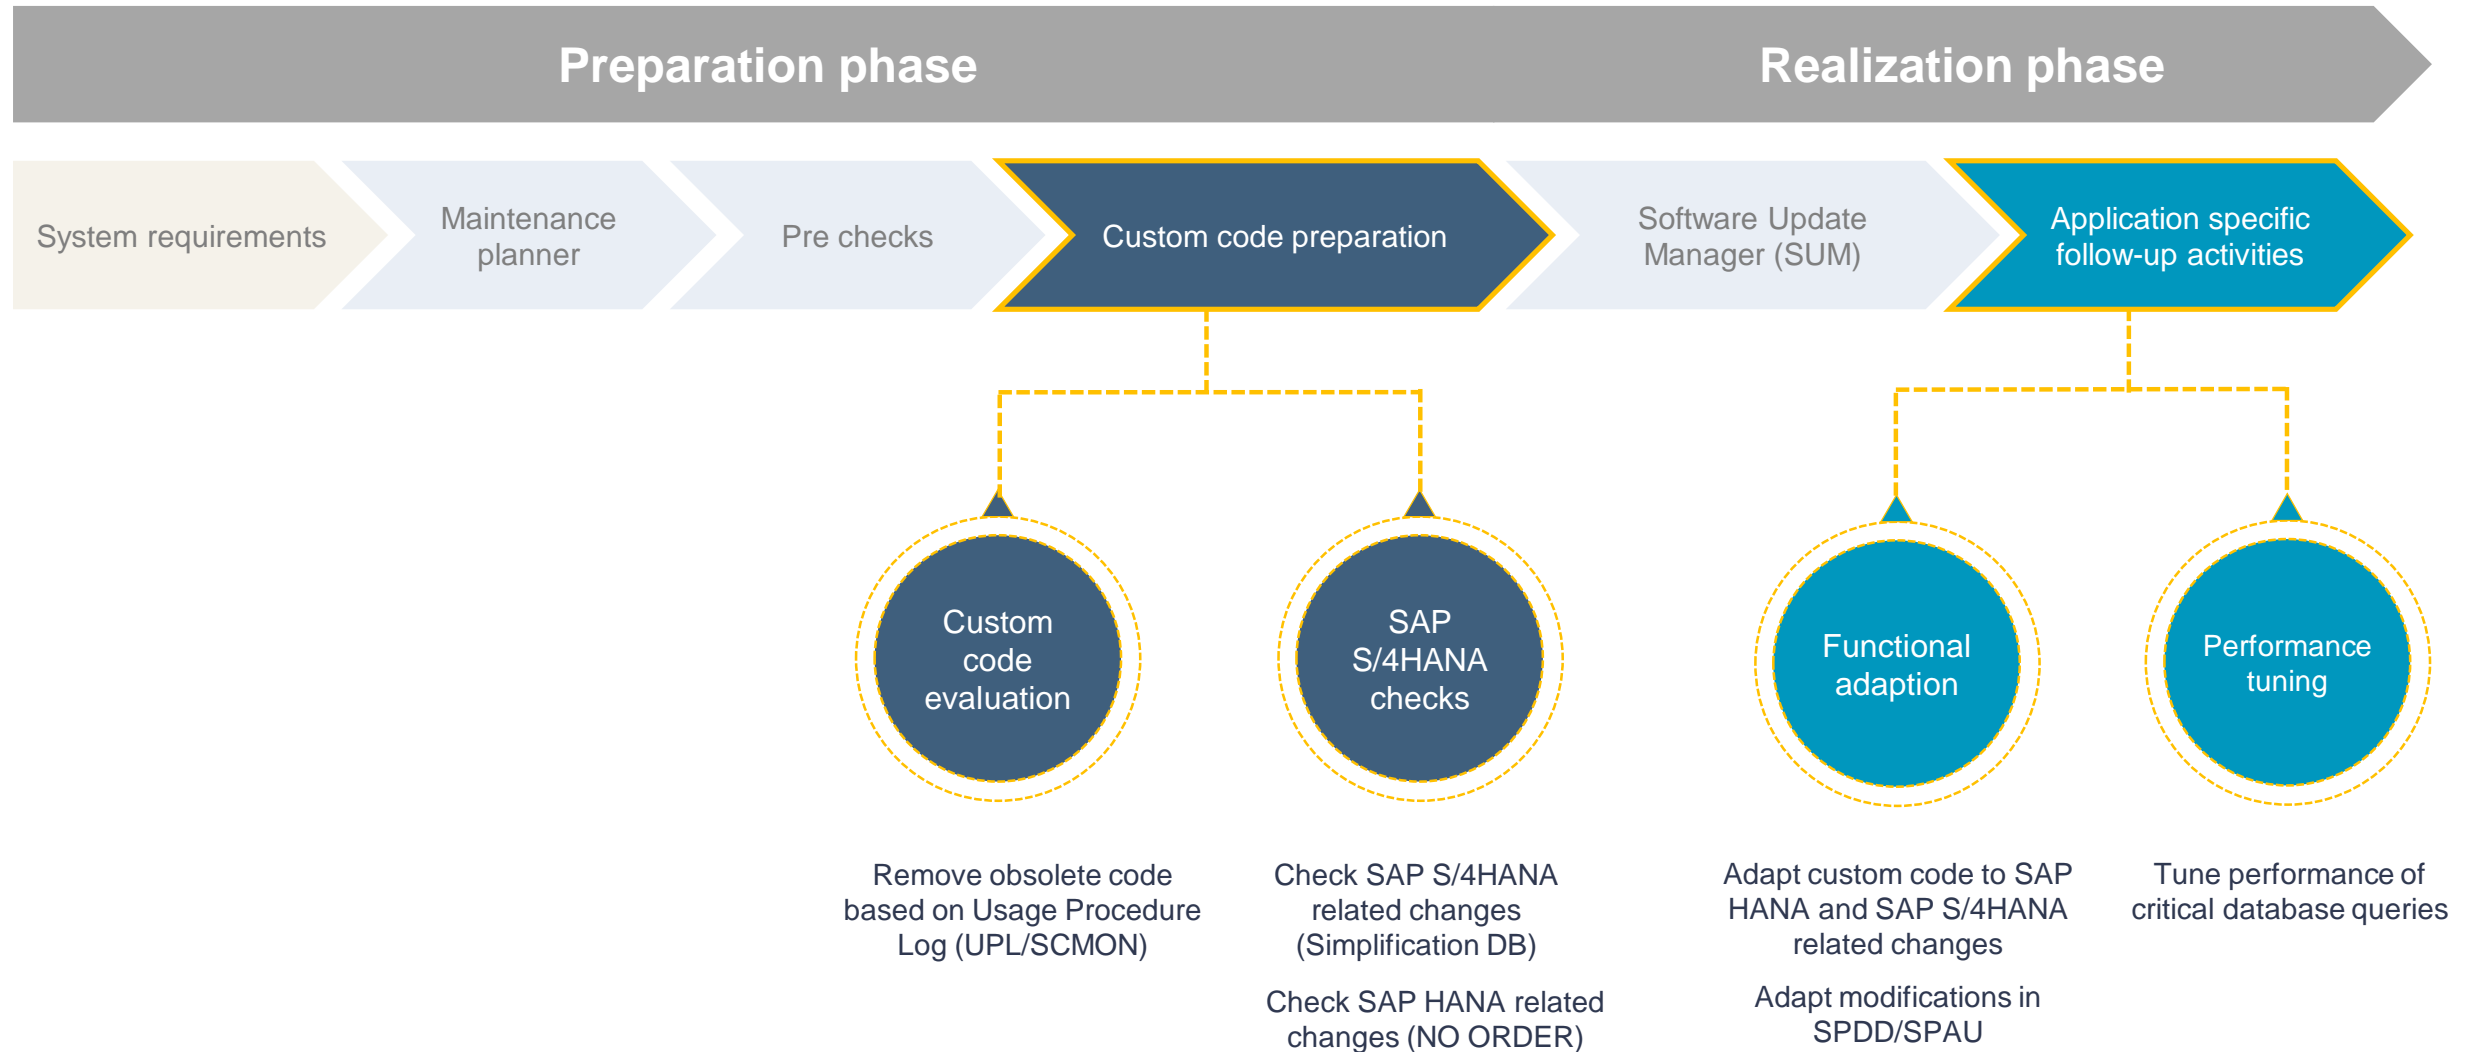 Preparation phase
Realization phase
System requirements
Maintenance
planner
Pre checks
Custom code preparation
Software Update
Manager (SUM)
Application specific
follow-up activities
Custom
code
evaluation
SAP
S/4HANA
checks
Functional
adaption
Performance
tuning
Remove obsolete code
based on Usage Procedure
Log (UPL/SCMON)
Check SAP S/4HANA
related changes
(Simplification DB)
Check SAP HANA related
changes (NO ORDER)
Adapt custom code to SAP
HANA and SAP S/4HANA
related changes
Adapt modifications in
SPDD/SPAU
Tune performance of
critical database queries